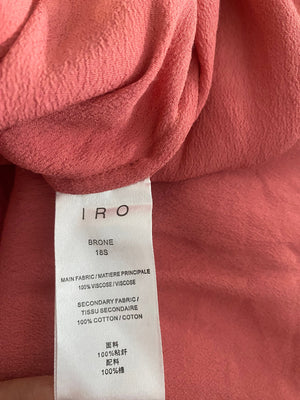 IRO
BRONE
18S
MAIN FABRIC / MATIERE PRINCIPALE
100% VISCOSE / VISCOSE
SECONDARY FABRIC /
TISSU SECONDAIRE
100% COTTON / COTON
面料
100%粘纤
配料
100%棉